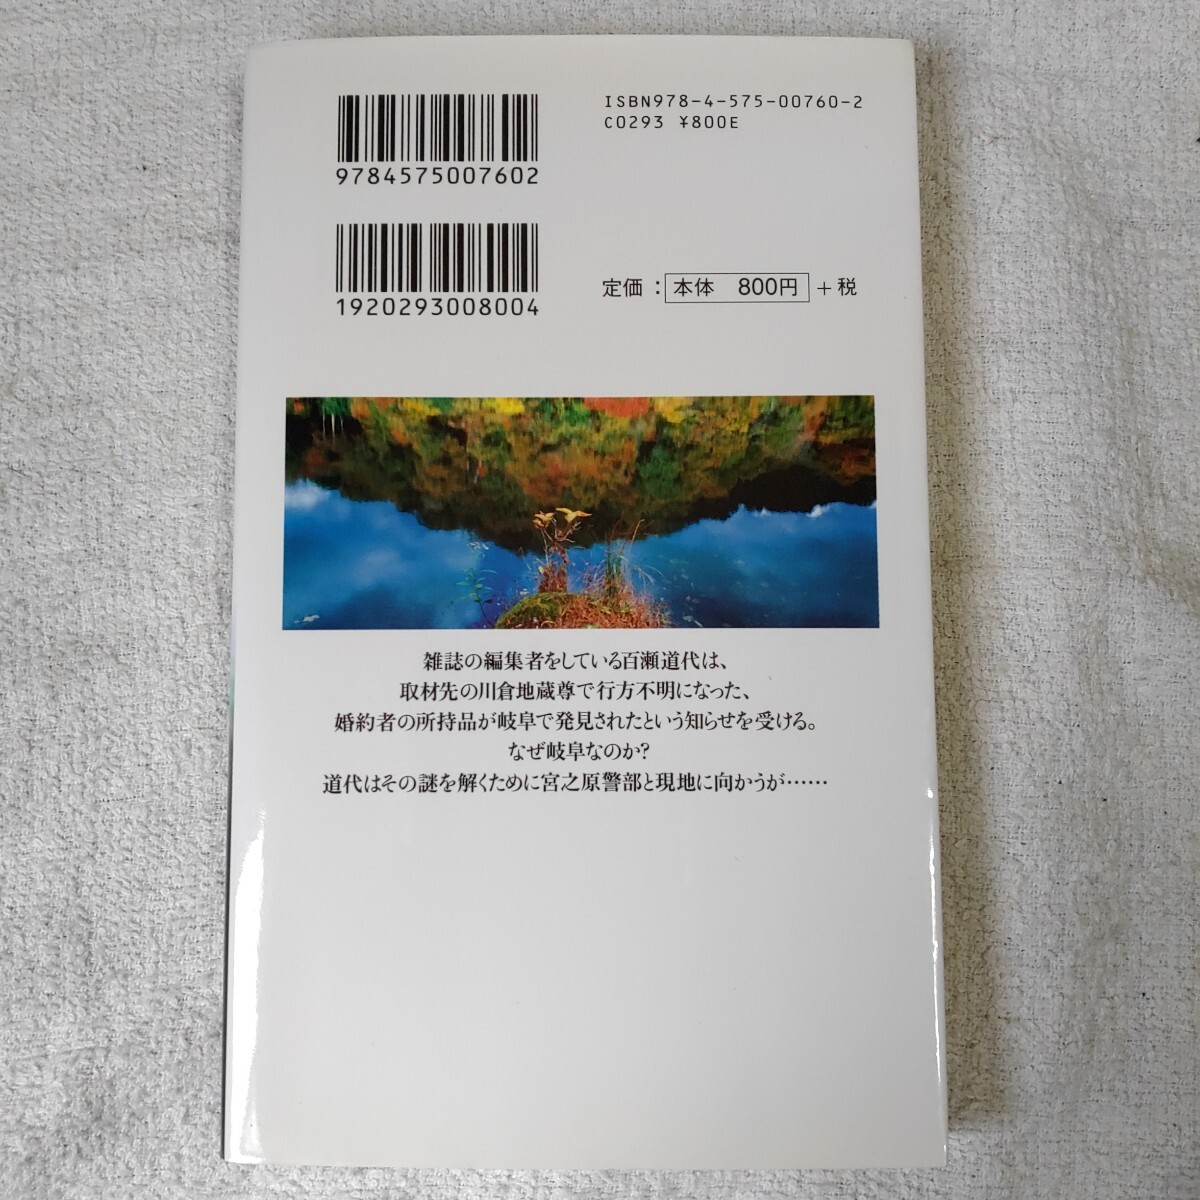 ISBN978-4-575-00760-2
C0293 ¥800E
9784575007602
1920293008004
定価：本体 800円＋税
雑誌の編集者をしている百瀬道代は、
取材先の川倉地蔵尊で行方不明になった、
婚約者の所持品が岐阜で発見されたという知らせを受ける。
なぜ岐阜なのか?
道代はその謎を解くために宮之原警部と現地に向かうが……